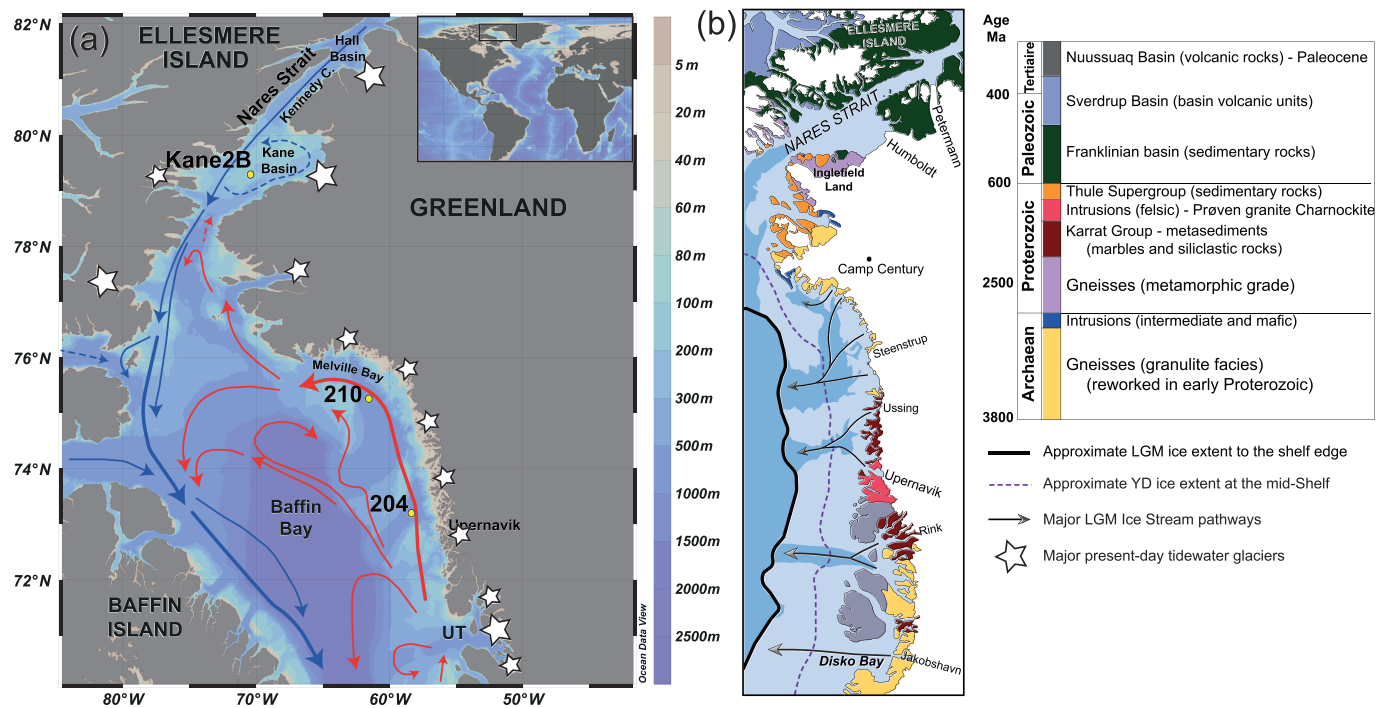 (a)
82°N
80°N
78°N
76°N
74°N
72°N
80°W
70°W
60°W
50°W
ELLESMERE
ISLAND
Hall
Basin
Nares Strait
Kennedy C.
Kane2B
Kane
Basin
GREENLAND
Melville Bay
210
204
Baffin
Bay
Upernavik
BAFFIN
ISLAND
UT
Ocean Data View
5 m
20 m
40 m
60 m
80 m
100 m
200 m
300 m
500 m
1000 m
1500 m
2000 m
2500 m
(b)
ELLESMERE
ISLAND
NARES STRAIT
Petermann
Humboldt
Inglefield
Land
Camp Century
Steenstrup
Ussing
Upernavik
Rink
Disko Bay
Jakobshavn
Age
Ma
400
600
2500
3800
Tertiaire
Paleozoic
Proterozoic
Archaean
Nuussuaq Basin (volcanic rocks) - Paleocene
Sverdrup Basin (basin volcanic units)
Franklinian basin (sedimentary rocks)
Thule Supergroup (sedimentary rocks)
Intrusions (felsic) - Prøven granite Charnockite
Karrat Group - metasediments
(marbles and siliclastic rocks)
Gneisses (metamorphic grade)
Intrusions (intermediate and mafic)
Gneisses (granulite facies)
(reworked in early Proterozoic)
Approximate LGM ice extent to the shelf edge
Approximate YD ice extent at the mid-Shelf
Major LGM Ice Stream pathways
Major present-day tidewater glaciers